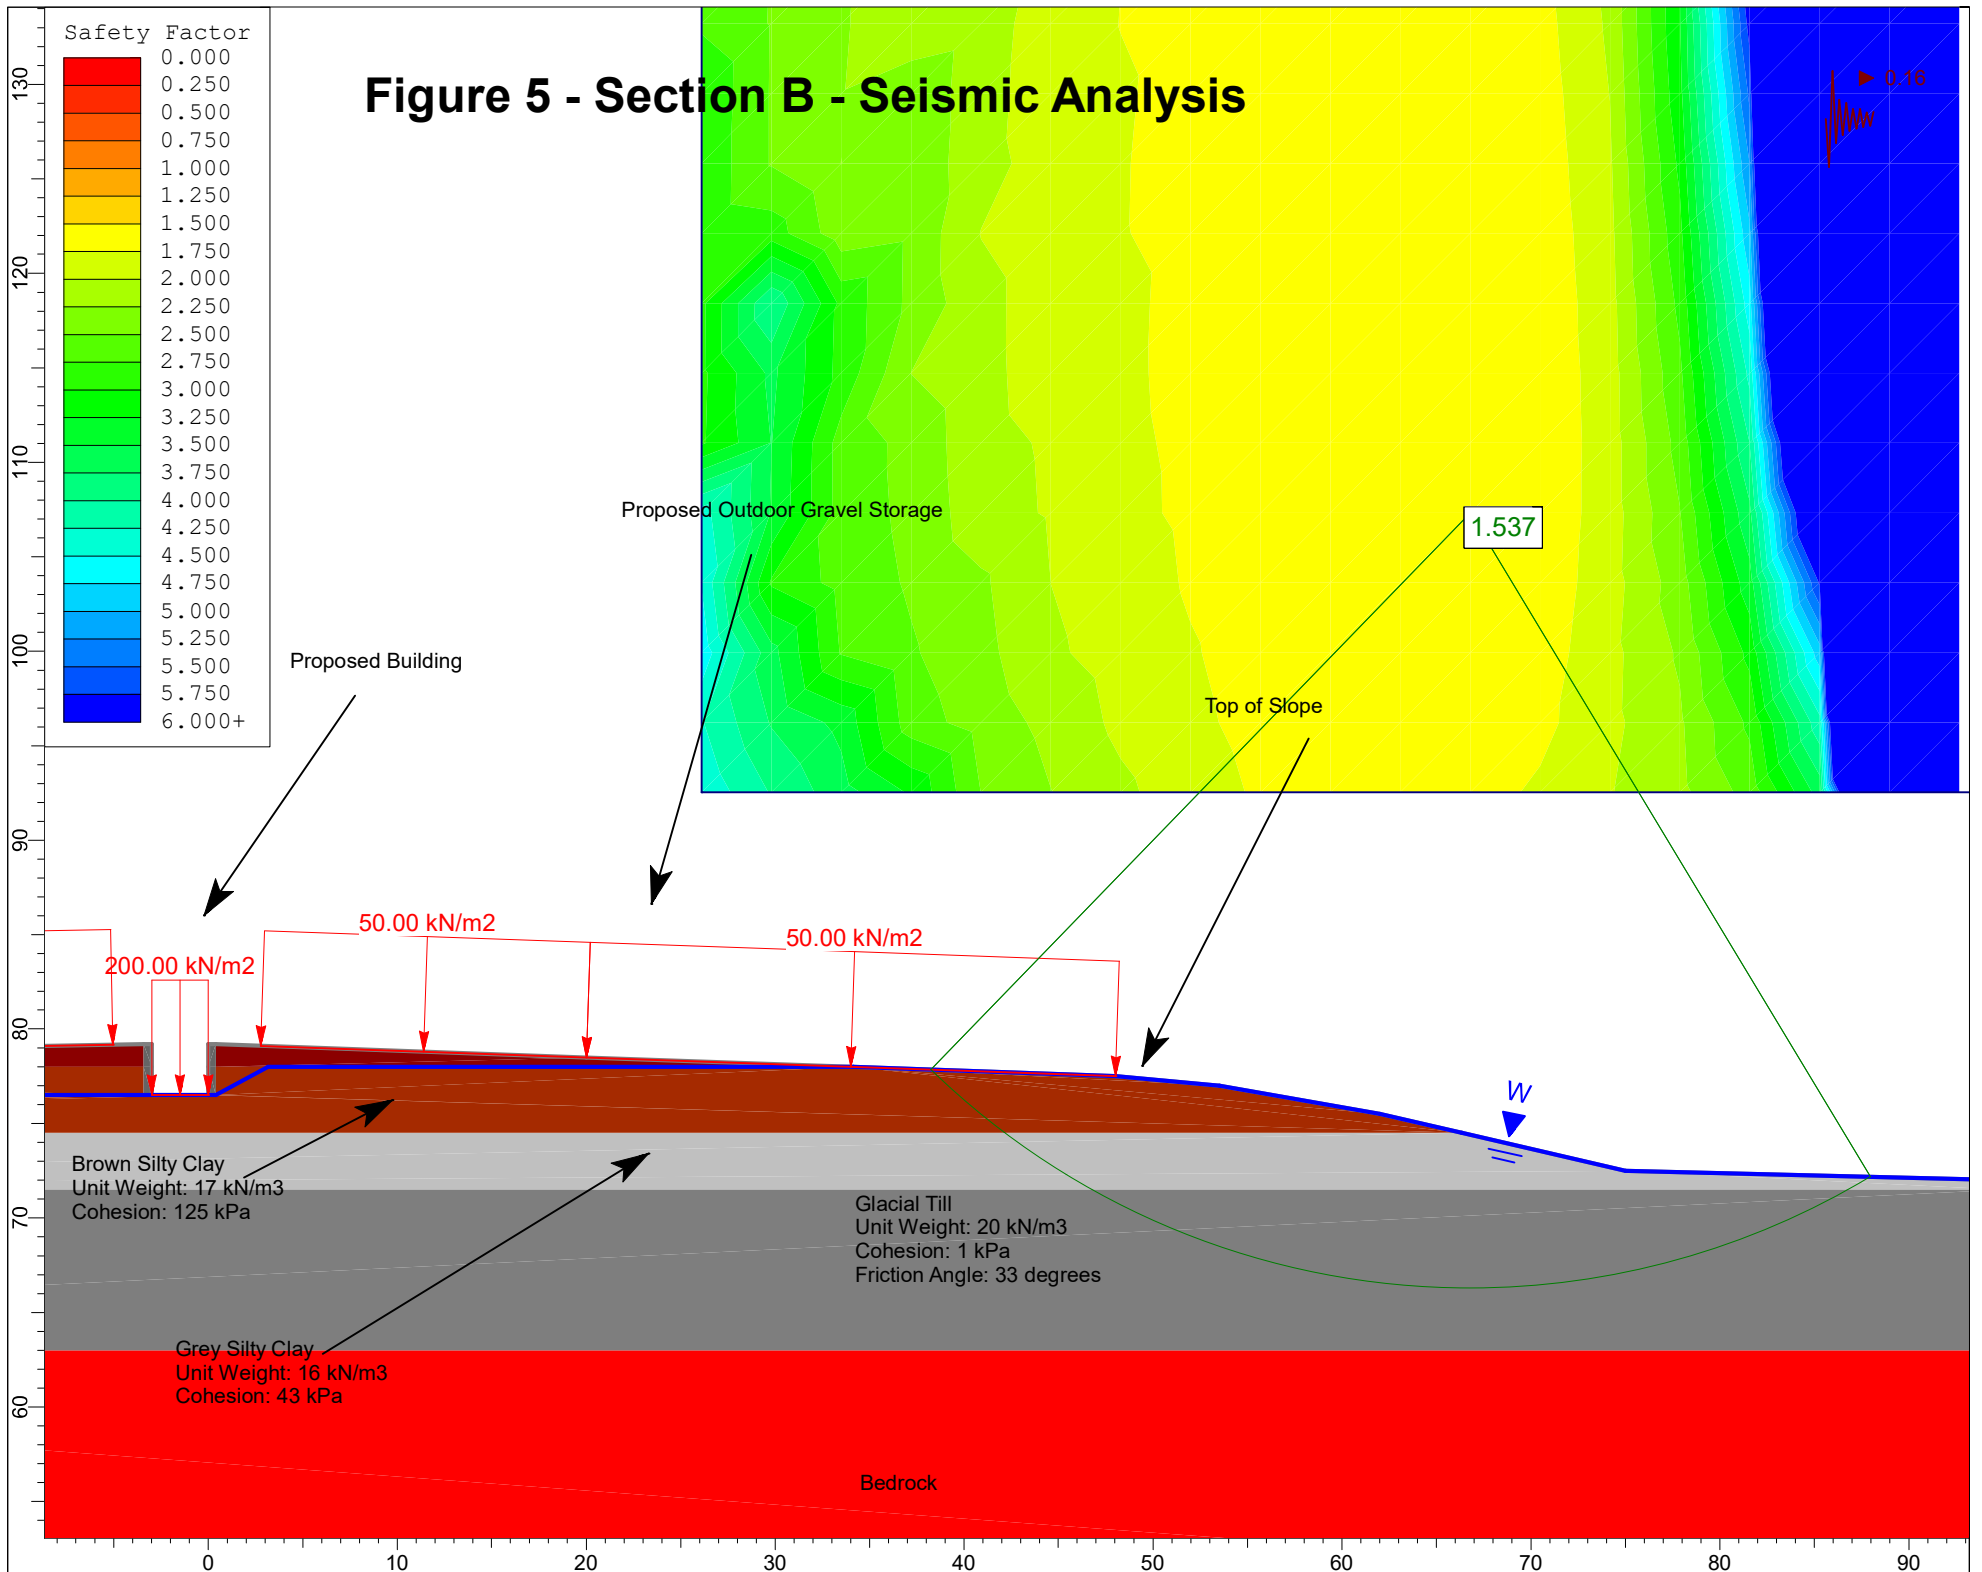 Safety Factor
0.000
0.250
0.500
0.750
1.000
1.250
1.500
1.750
2.000
2.250
2.500
2.750
3.000
3.250
3.500
3.750
4.000
4.250
4.500
4.750
5.000
5.250
5.500
5.750
6.000+
Figure 5 - Section B - Seismic Analysis
0.16
130
120
110
100
90
80
70
60
Proposed Outdoor Gravel Storage
1.537
Proposed Building
Top of Slope
50.00 kN/m2
50.00 kN/m2
200.00 kN/m2
W
Brown Silty Clay
Unit Weight: 17 kN/m3
Cohesion: 125 kPa
Glacial Till
Unit Weight: 20 kN/m3
Cohesion: 1 kPa
Friction Angle: 33 degrees
Grey Silty Clay
Unit Weight: 16 kN/m3
Cohesion: 43 kPa
Bedrock
0 10 20 30 40 50 60 70 80 90